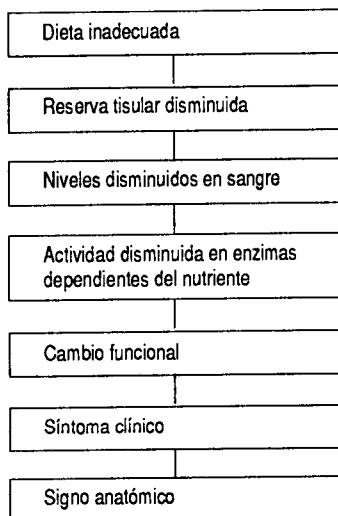 Dieta inadecuada
Reserva tisular disminuida
Niveles disminuidos en sangre
Actividad disminuida en enzimas
dependientes del nutriente
Cambio funcional
Síntoma clínico
Signo anatómico